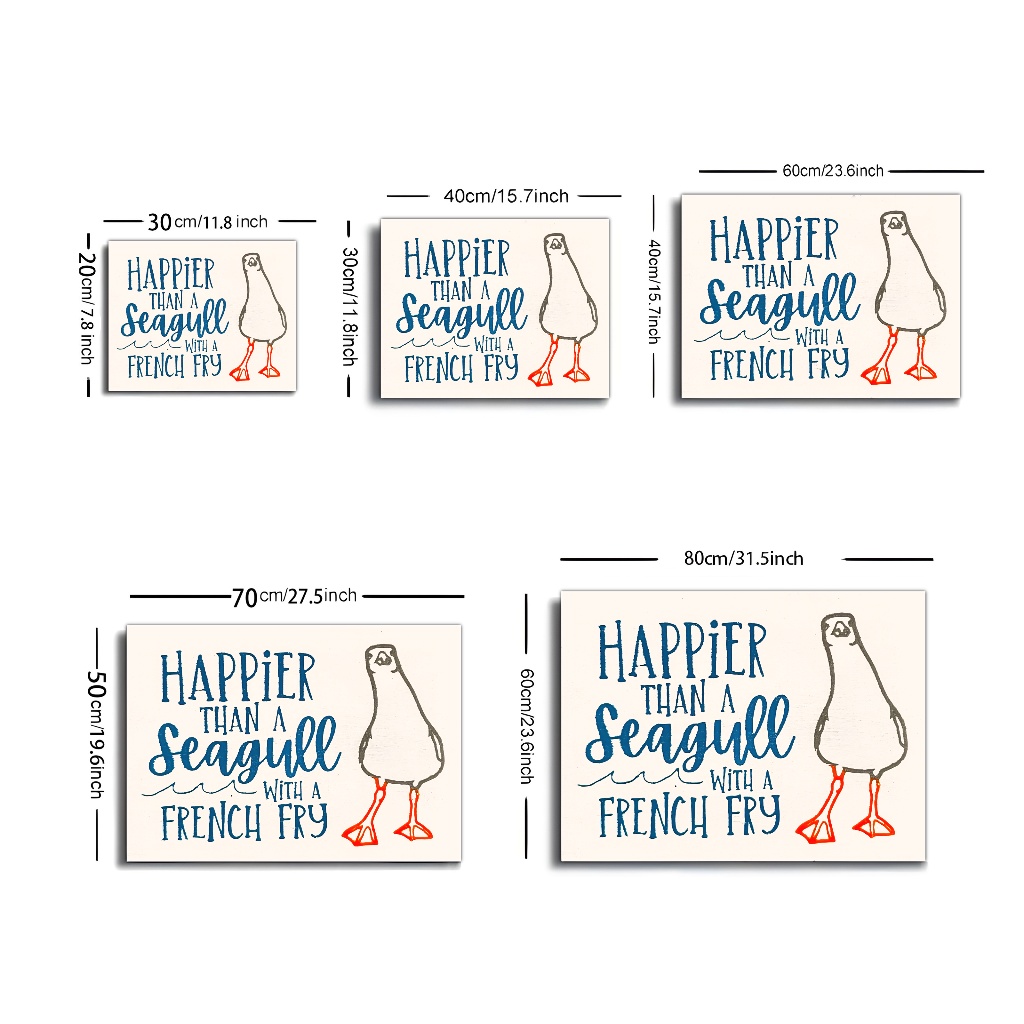 30cm/11.8 inch
20cm/ 7.8 inch
HAPPiER
THAN A
Seagull
WITH A
FRENCH FRY
40cm/15.7inch
30cm/11.8inch
HAPPiER
THAN A
Seagull
WITH A
FRENCH FRY
60cm/23.6inch
40cm/15.7inch
HAPPiER
THAN A
Seagull
WITH A
FRENCH FRY
70cm/27.5inch
50cm/19.6inch
HAPPiER
THAN A
Seagull
WITH A
FRENCH FRY
80cm/31.5inch
60cm/23.6inch
HAPPiER
THAN A
Seagull
WITH A
FRENCH FRY